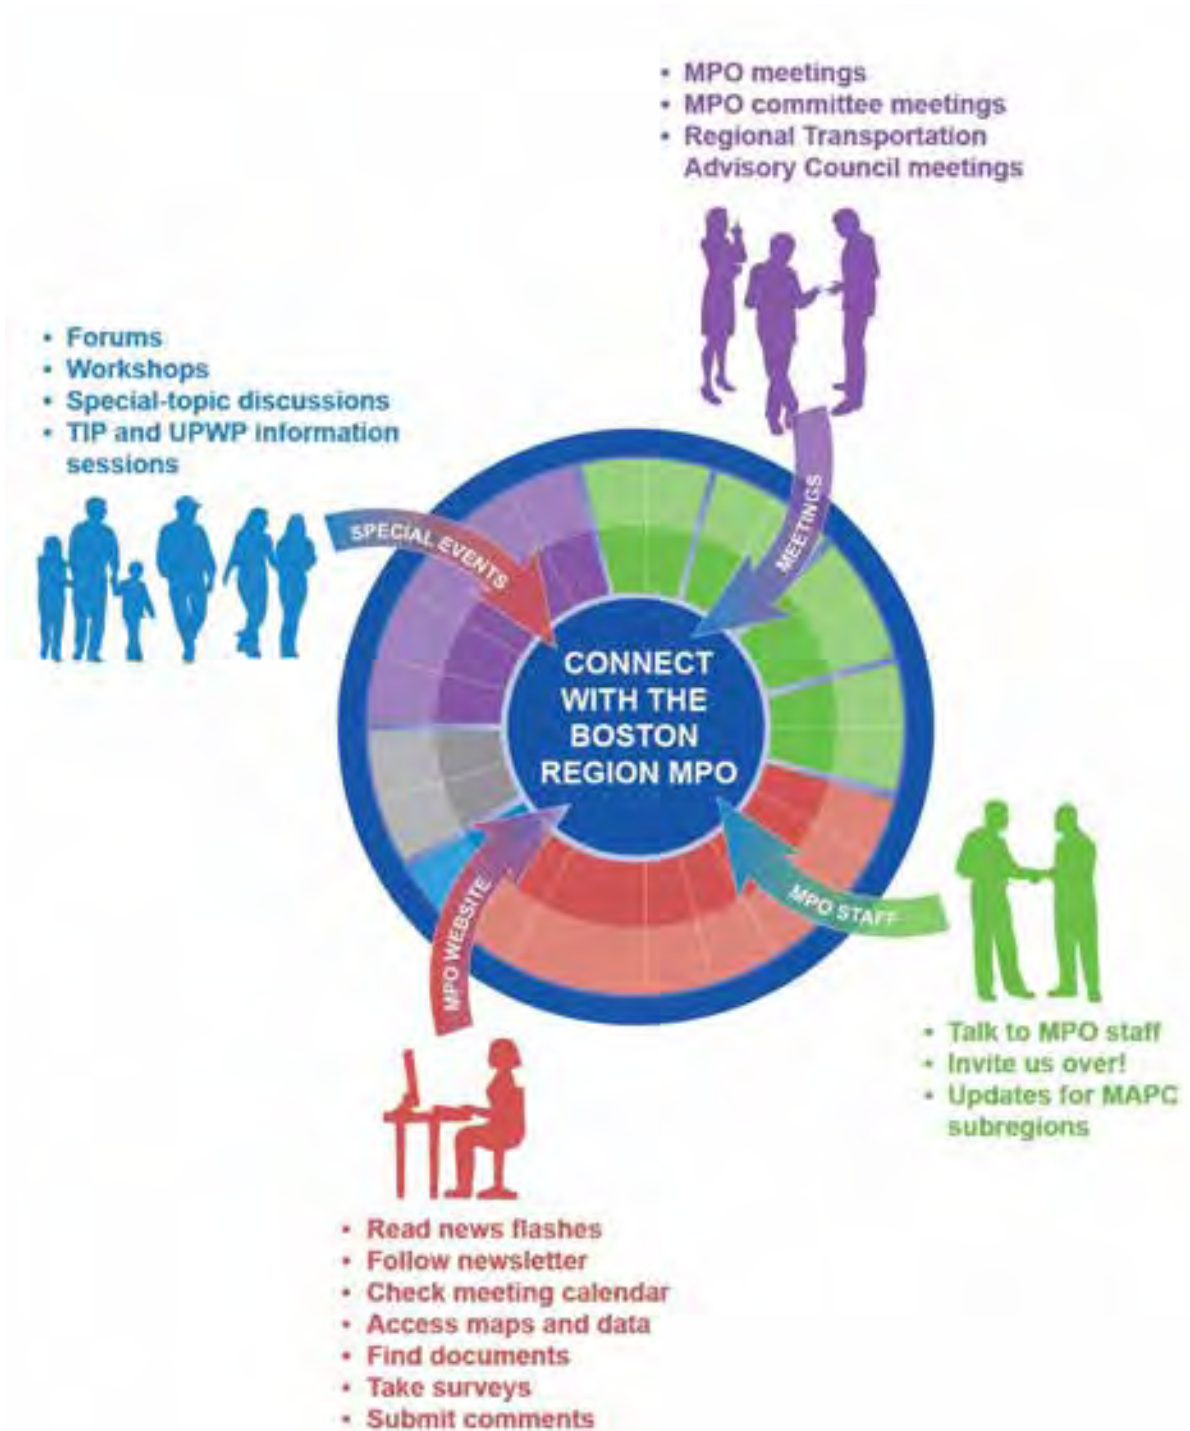 • MPO meetings
• MPO committee meetings
• Regional Transportation
Advisory Council meetings
• Forums
• Workshops
• Special-topic discussions
• TIP and UPWP information
sessions
SPECIAL EVENTS
MEETINGS
CONNECT
WITH THE
BOSTON
REGION MPO
MPO WEBSITE
MPO STAFF
• Talk to MPO staff
• Invite us over!
• Updates for MAPC
subregions
• Read news flashes
• Follow newsletter
• Check meeting calendar
• Access maps and data
• Find documents
• Take surveys
• Submit comments